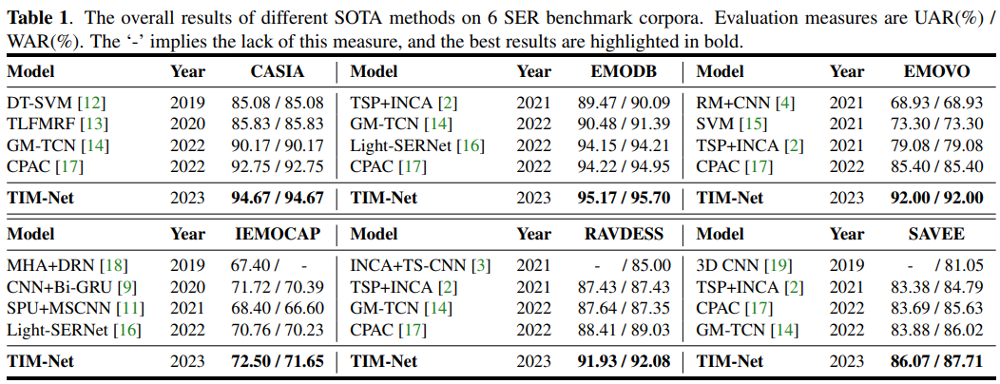 Table 1. The overall results of different SOTA methods on 6 SER benchmark corpora. Evaluation measures are UAR(%) /
WAR(%). The ‘-’ implies the lack of this measure, and the best results are highlighted in bold.
Model Year CASIA Model Year EMODB Model Year EMOVO
DT-SVM [12] 2019 85.08 / 85.08 TSP+INCA [2] 2021 89.47 / 90.09 RM+CNN [4] 2021 68.93 / 68.93
TLFMRF [13] 2020 85.83 / 85.83 GM-TCN [14] 2022 90.48 / 91.39 SVM [15] 2021 73.30 / 73.30
GM-TCN [14] 2022 90.17 / 90.17 Light-SERNet [16] 2022 94.15 / 94.21 TSP+INCA [2] 2021 79.08 / 79.08
CPAC [17] 2022 92.75 / 92.75 CPAC [17] 2022 94.22 / 94.95 CPAC [17] 2022 85.40 / 85.40
TIM-Net 2023 94.67 / 94.67 TIM-Net 2023 95.17 / 95.70 TIM-Net 2023 92.00 / 92.00
Model Year IEMOCAP Model Year RAVDESS Model Year SAVEE
MHA+DRN [18] 2019 67.40 / - INCA+TS-CNN [3] 2021 - / 85.00 3D CNN [19] 2019 - / 81.05
CNN+Bi-GRU [9] 2020 71.72 / 70.39 TSP+INCA [2] 2021 87.43 / 87.43 TSP+INCA [2] 2021 83.38 / 84.79
SPU+MSCNN [11] 2021 68.40 / 66.60 GM-TCN [14] 2022 87.64 / 87.35 CPAC [17] 2022 83.69 / 85.63
Light-SERNet [16] 2022 70.76 / 70.23 CPAC [17] 2022 88.41 / 89.03 GM-TCN [14] 2022 83.88 / 86.02
TIM-Net 2023 72.50 / 71.65 TIM-Net 2023 91.93 / 92.08 TIM-Net 2023 86.07 / 87.71